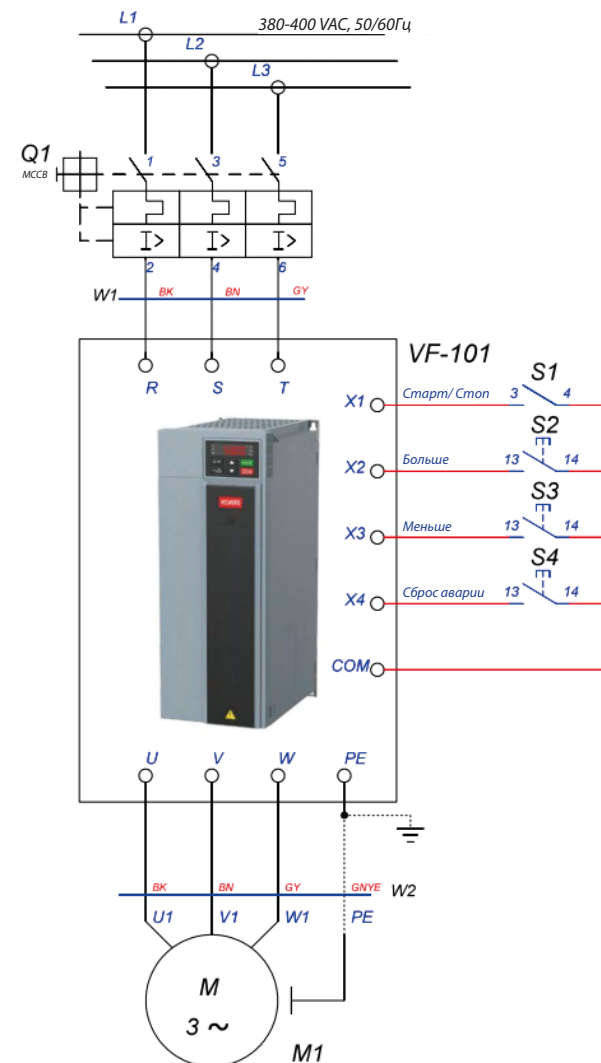 L1
380-400 VAC, 50/60Гц
L2
L3
Q1
МССВ
1 3 5
I> I> I>
2 4 6
W1 BK BN GY
VF-101
R S T
X1 Старт/ Стоп 3 S1 4
X2 Больше 13 S2 14
X3 Меньше 13 S3 14
X4 Сброс аварии 13 S4 14
COM
U V W PE
BK BN GY GNYE W2
U1 V1 W1 PE
M
3 ~
M1